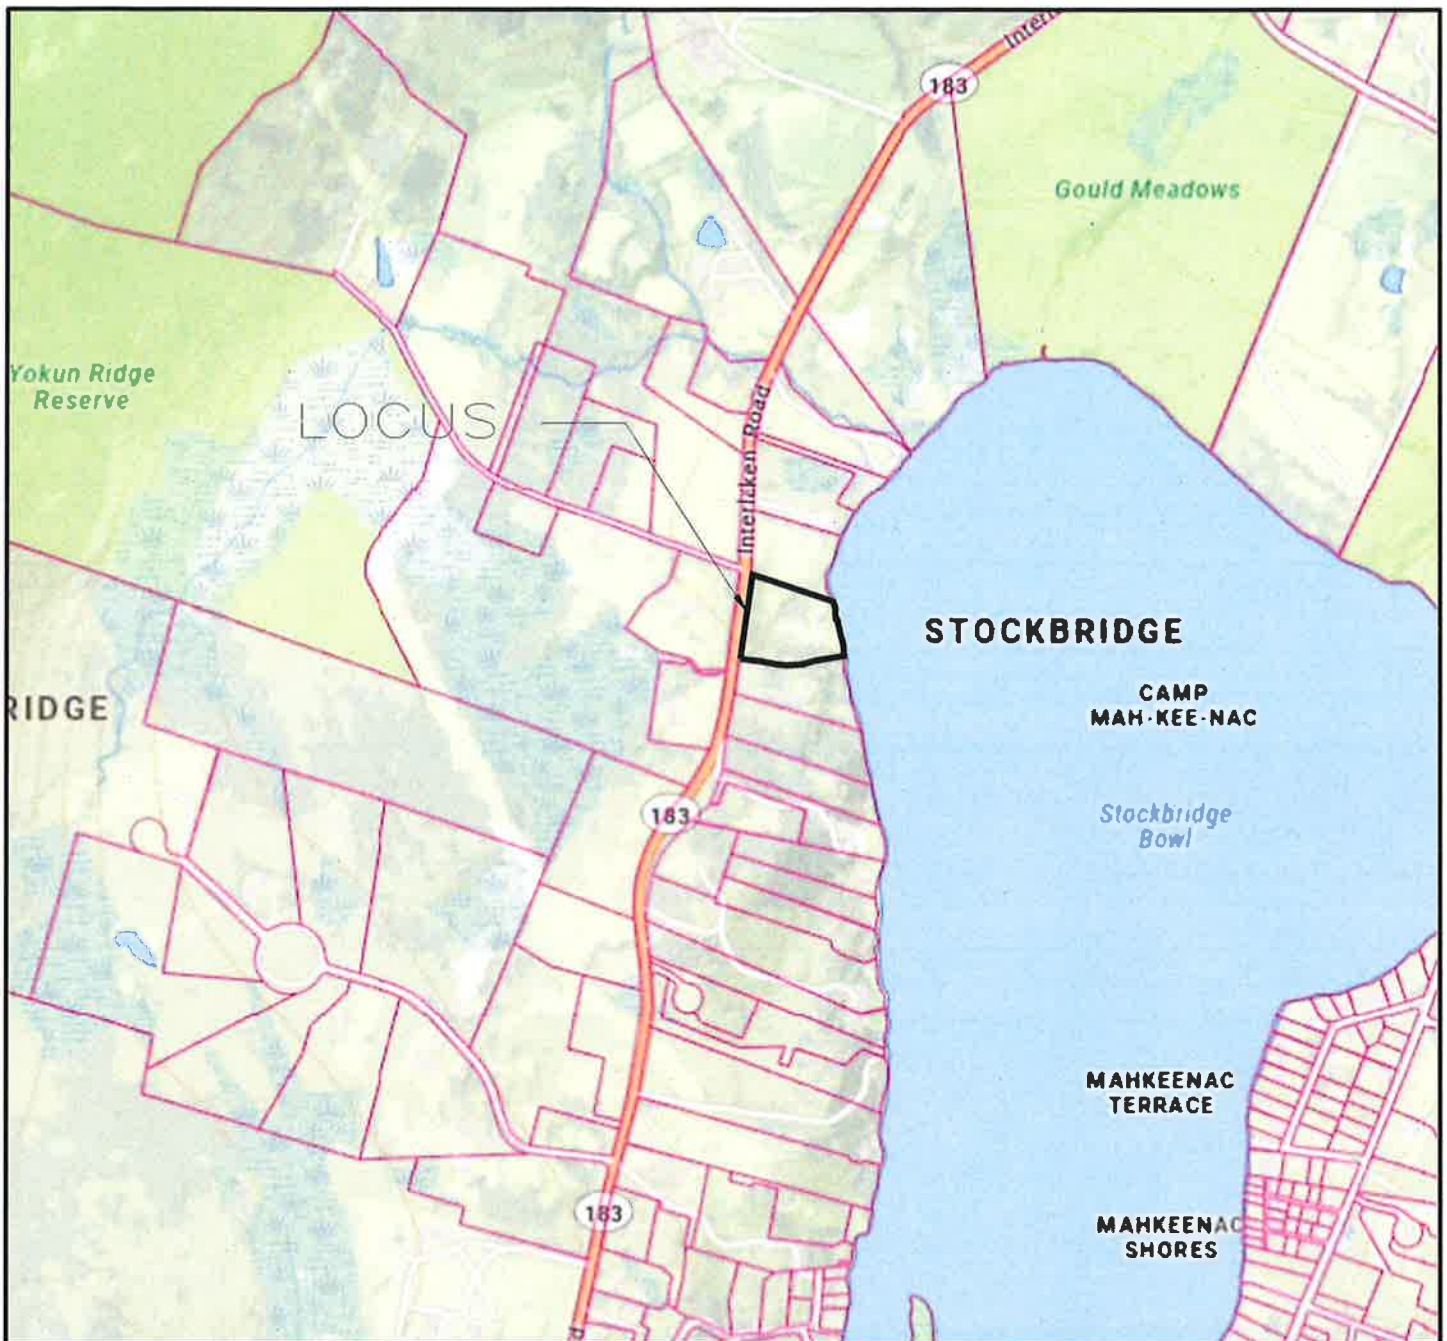 Interl
183
Gould Meadows
Yokun Ridge
Reserve
LOCUS
Interlaken Road
STOCKBRIDGE
RIDGE
CAMP
MAH-KEE-NAC
Stockbridge
Bowl
183
MAHKEENAC
TERRACE
183
MAHKEENAC
SHORES
d